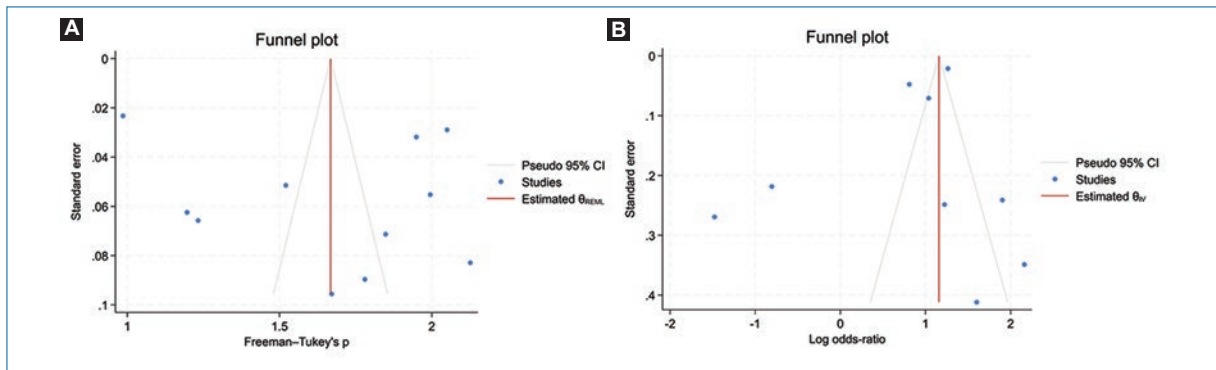 A
Funnel plot
0
.02
.04
.06
.08
.1
Standard error
1
1.5
2
Freeman–Tukey's p
Pseudo 95% CI
Studies
Estimated θREML
B
Funnel plot
0
.1
.2
.3
.4
Standard error
-2
-1
0
1
2
Log odds-ratio
Pseudo 95% CI
Studies
Estimated θIV